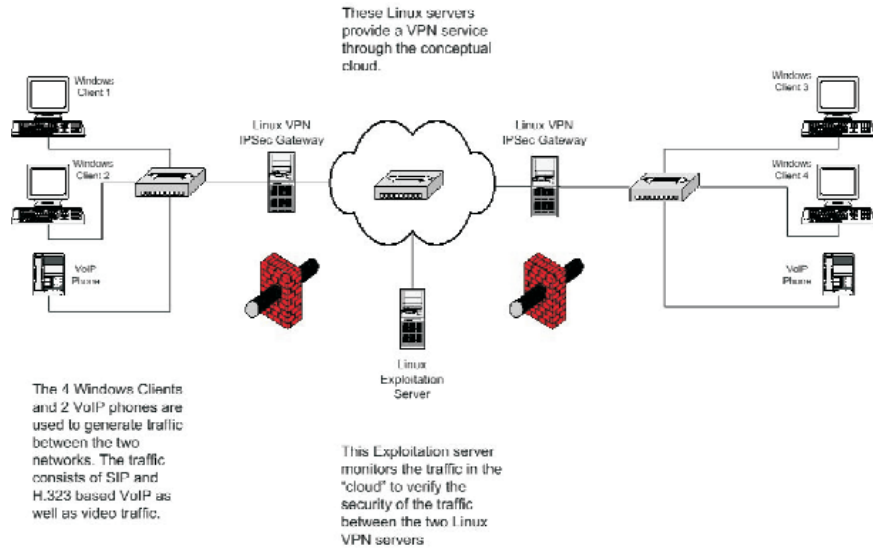 These Linux servers
provide a VPN service
through the conceptual
cloud.
Windows
Client 1
Windows
Client 3
Linux VPN
IPSec Gateway
Linux VPN
IPSec Gateway
Windows
Client 2
Windows
Client 4
VoIP
Phone
VoIP
Phone
Linux
Exploitation
Server
The 4 Windows Clients
and 2 VoIP phones are
used to generate traffic
between the two
networks. The traffic
consists of SIP and
H.323 based VoIP as
well as video traffic.
This Exploitation server
monitors the traffic in the
"cloud" to verify the
security of the traffic
between the two Linux
VPN servers